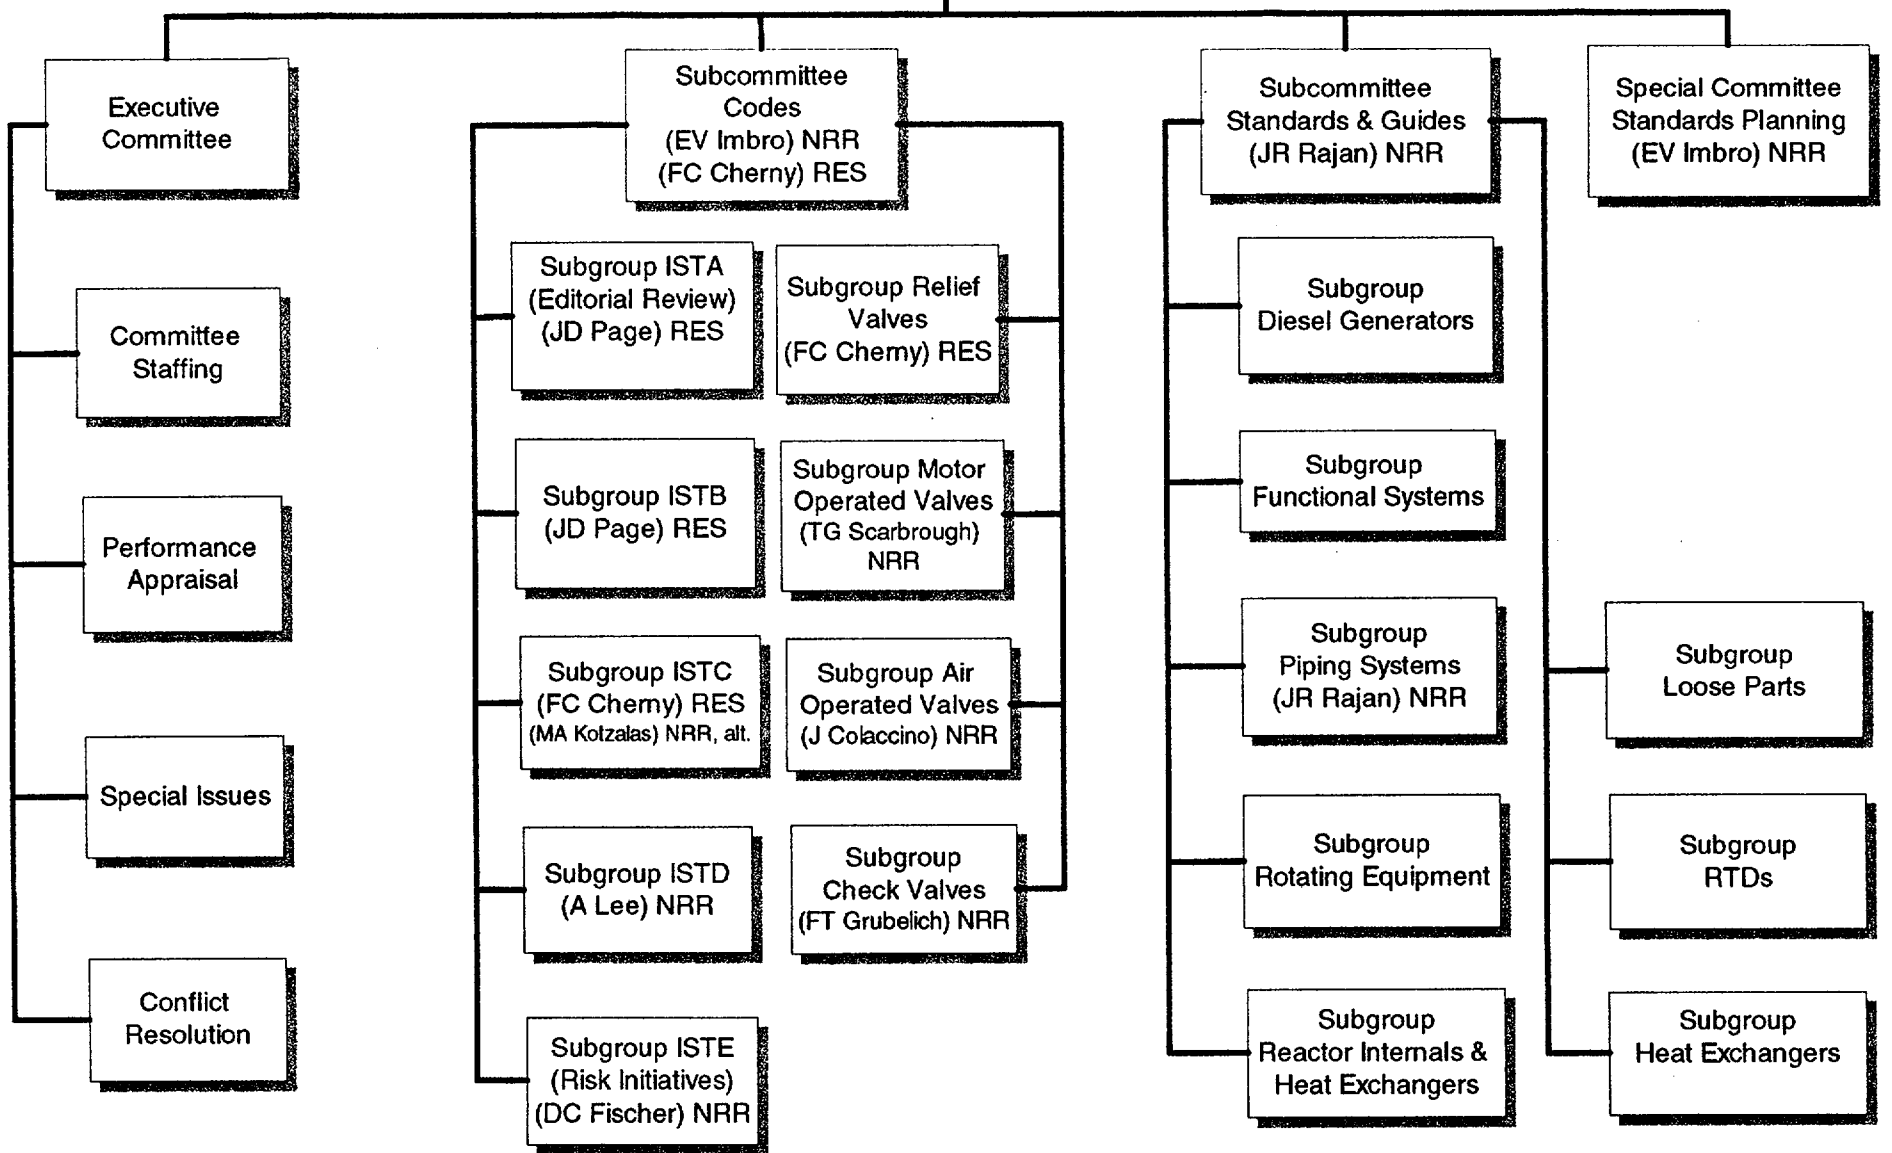 Executive
Committee
Committee
Staffing
Performance
Appraisal
Special Issues
Conflict
Resolution
Subcommittee
Codes
(EV Imbro) NRR
(FC Cherny) RES
Subgroup ISTA
(Editorial Review)
(JD Page) RES
Subgroup ISTB
(JD Page) RES
Subgroup ISTC
(FC Cherny) RES
(MA Kotzalas) NRR, alt.
Subgroup ISTD
(A Lee) NRR
Subgroup ISTE
(Risk Initiatives)
(DC Fischer) NRR
Subgroup Relief
Valves
(FC Cherny) RES
Subgroup Motor
Operated Valves
(TG Scarbrough)
NRR
Subgroup Air
Operated Valves
(J Colaccino) NRR
Subgroup
Check Valves
(FT Grubelich) NRR
Subcommittee
Standards & Guides
(JR Rajan) NRR
Subgroup
Diesel Generators
Subgroup
Functional Systems
Subgroup
Piping Systems
(JR Rajan) NRR
Subgroup
Rotating Equipment
Subgroup
Reactor Internals &
Heat Exchangers
Subgroup
Loose Parts
Subgroup
RTDs
Subgroup
Heat Exchangers
Special Committee
Standards Planning
(EV Imbro) NRR